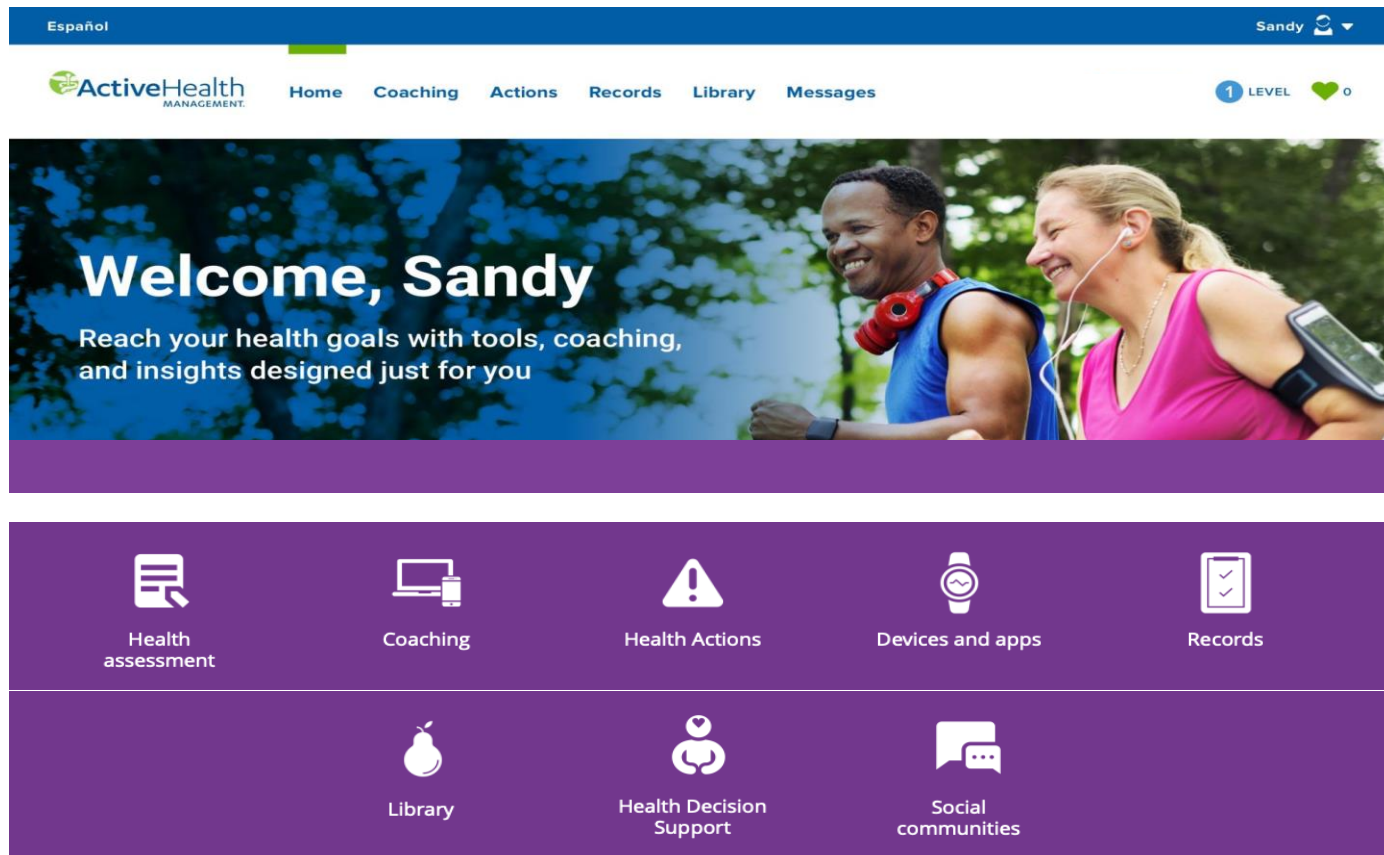 Español
Sandy
ActiveHealth
MANAGEMENT.
Home Coaching Actions Records Library Messages
1 LEVEL 0
Welcome, Sandy
Reach your health goals with tools, coaching,
and insights designed just for you
Health
assessment
Coaching
Health Actions
Devices and apps
Records
Library
Health Decision
Support
Social
communities